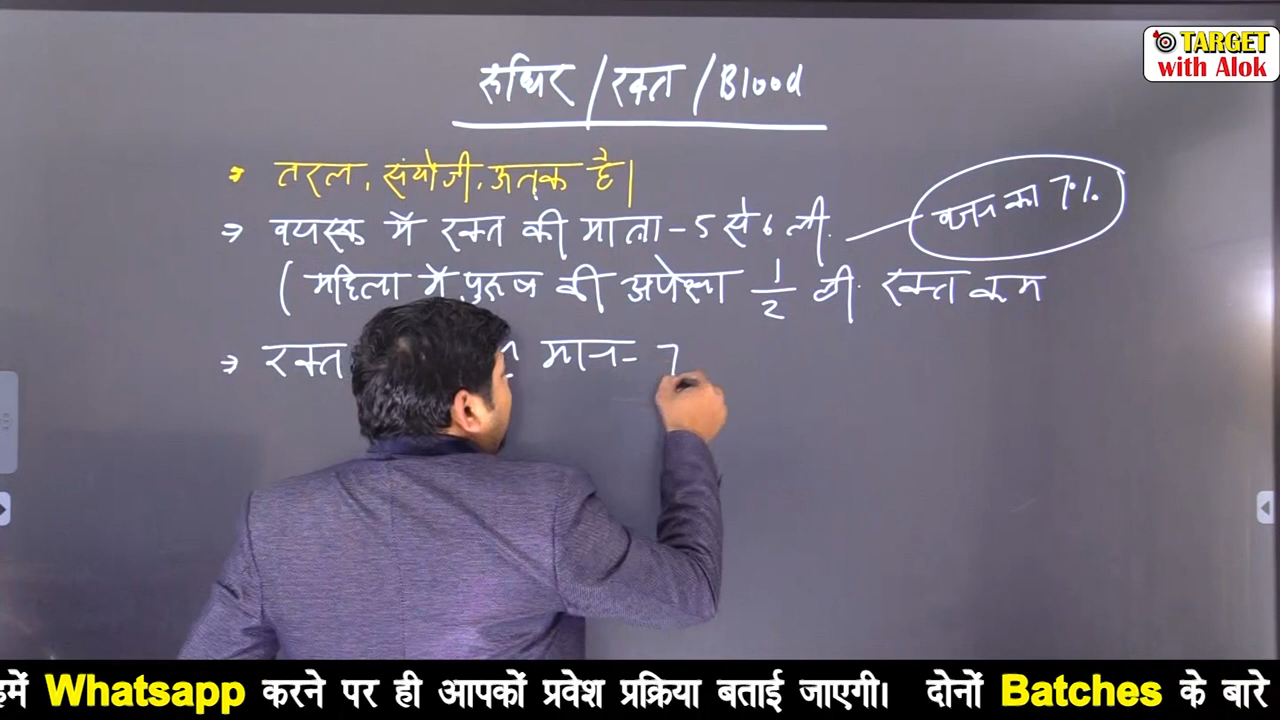 TARGET
with Alok
रूधिर / रक्त / Blood
तरल, संयोजी, ऊतक है।
⇒ वयस्क में रक्त की मात्रा - 5 से 6 ली. — वजन का 7%
( महिला में पुरूष की अपेक्षा 1/2 ली. रक्त कम
⇒ रक्त मान - 7
हमें Whatsapp करने पर ही आपकों प्रवेश प्रक्रिया बताई जाएगी। दोनों Batches के बारे